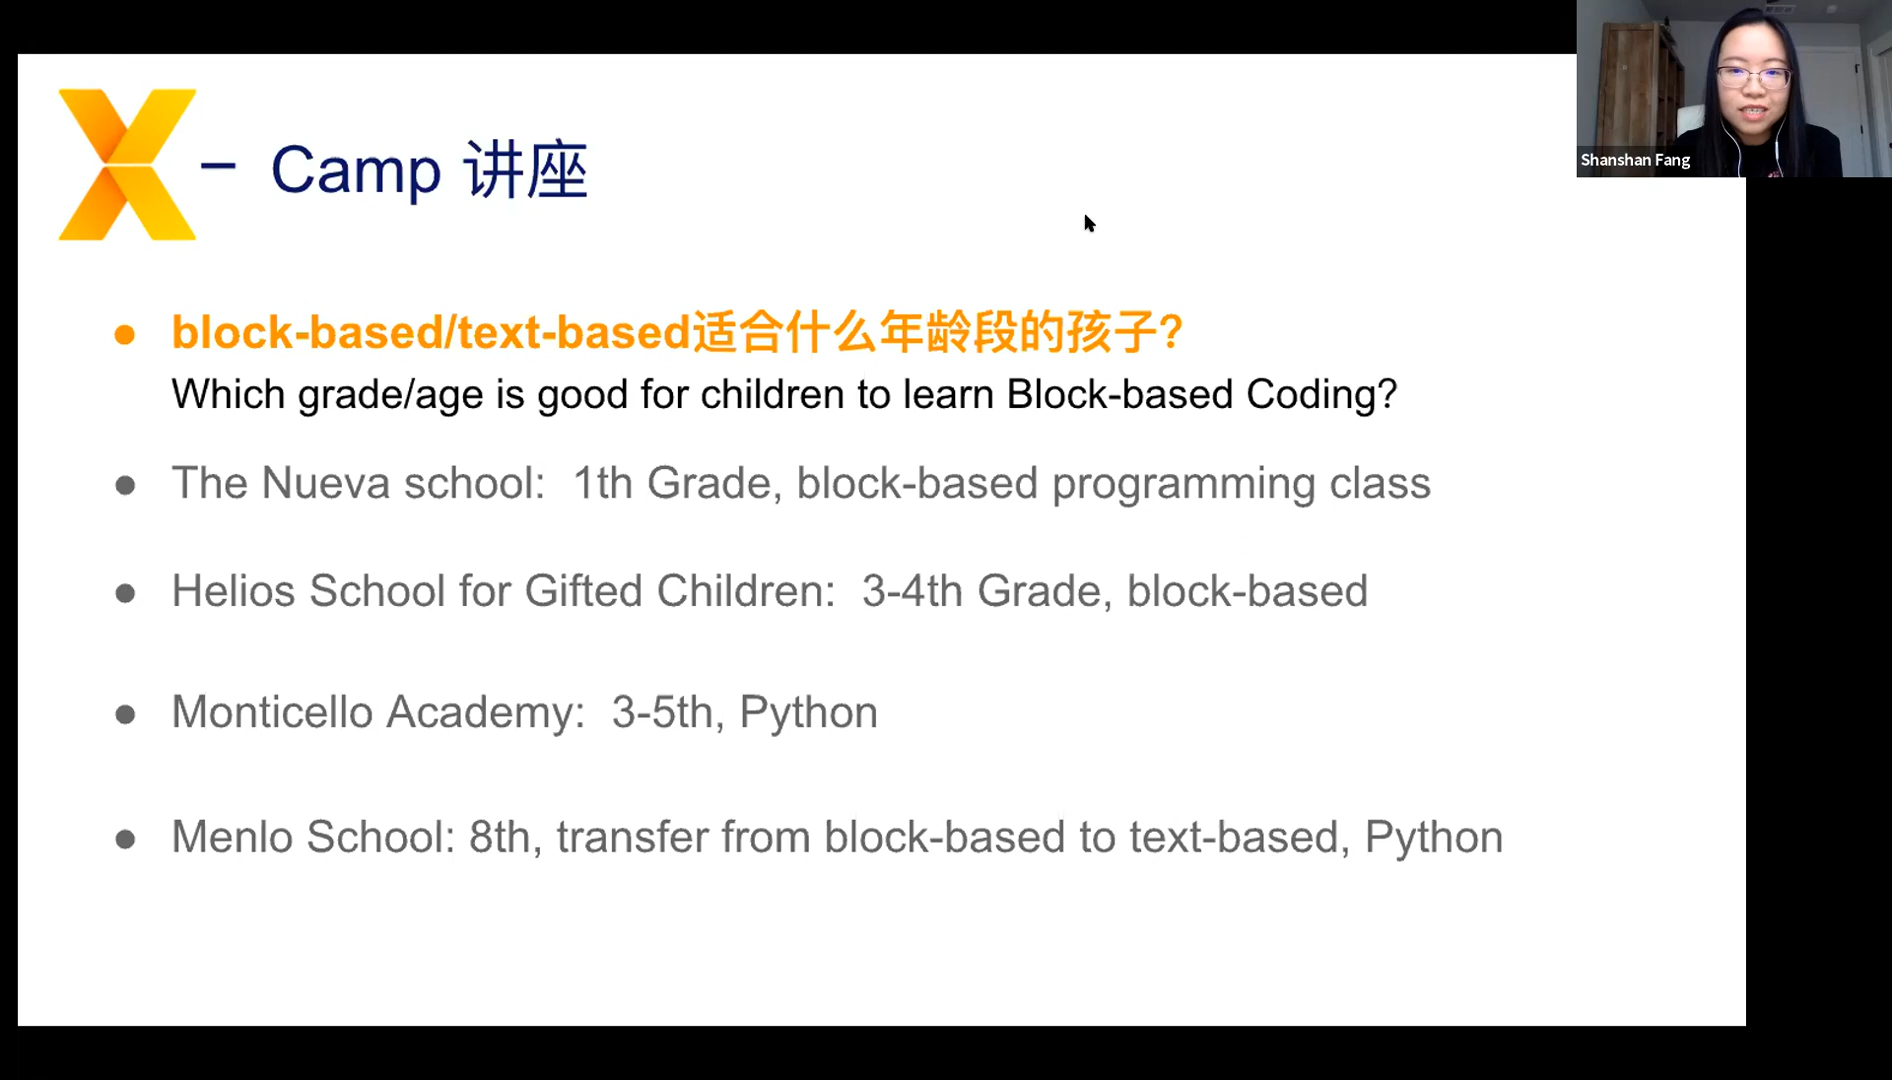 X - Camp 讲座
Shanshan Fang
block-based/text-based适合什么年龄段的孩子?
Which grade/age is good for children to learn Block-based Coding?
The Nueva school: 1th Grade, block-based programming class
Helios School for Gifted Children: 3-4th Grade, block-based
Monticello Academy: 3-5th, Python
Menlo School: 8th, transfer from block-based to text-based, Python